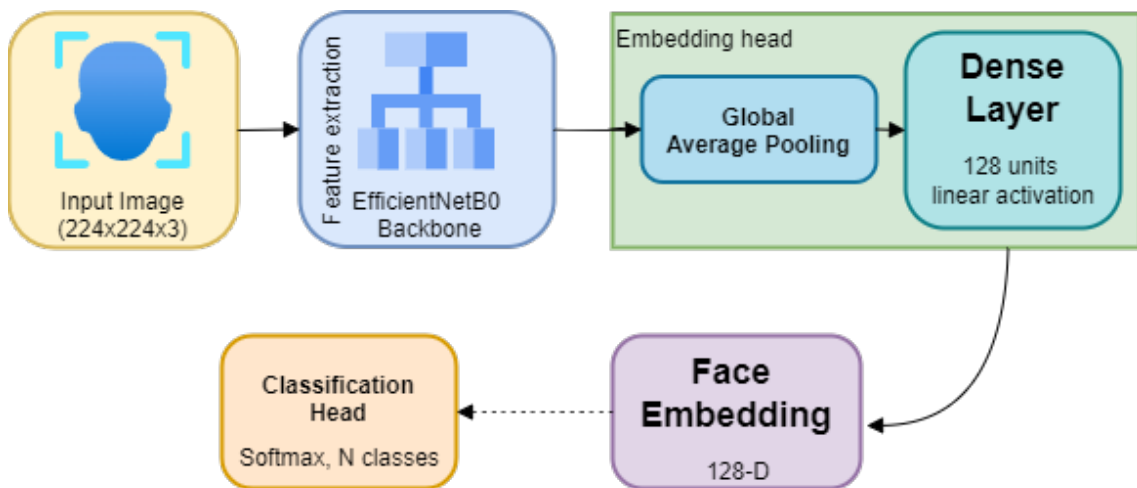 Input Image
(224x224x3)
Feature extraction
EfficientNetB0
Backbone
Embedding head
Global
Average Pooling
Dense
Layer
128 units
linear activation
Face
Embedding
128-D
Classification
Head
Softmax, N classes